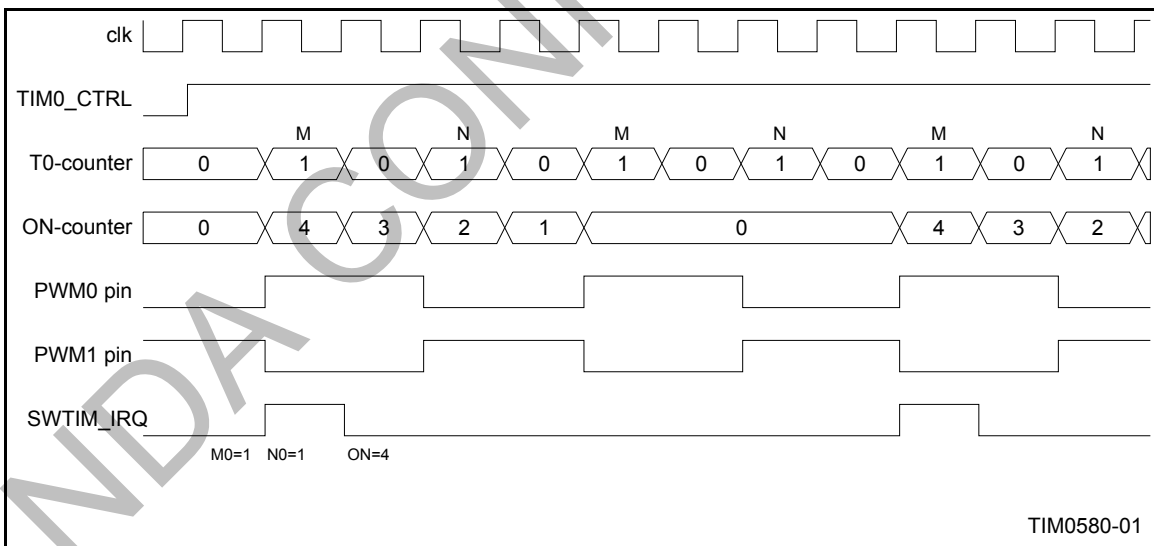 NDA CONF
clk
TIM0_CTRL
M N M N M N
T0-counter 0 1 0 1 0 1 0 1 0 1 0 1
ON-counter 0 4 3 2 1 0 4 3 2
PWM0 pin
PWM1 pin
SWTIM_IRQ
M0=1 N0=1 ON=4
TIM0580-01